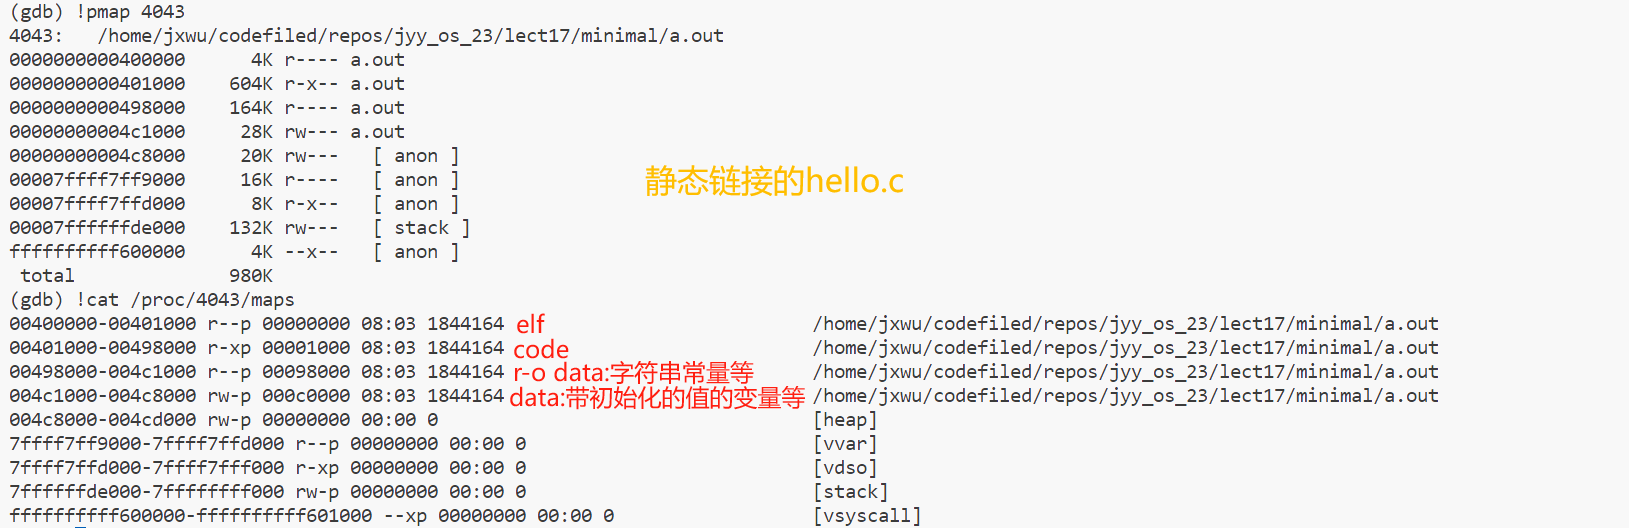 (gdb) !pmap 4043
4043:   /home/jxwu/codefiled/repos/jyy_os_23/lect17/minimal/a.out
0000000000400000      4K r---- a.out
0000000000401000    604K r-x-- a.out
0000000000498000    164K r---- a.out
00000000004c1000     28K rw--- a.out
00000000004c8000     20K rw---   [ anon ]
00007ffff7ff9000     16K r----   [ anon ]
00007ffff7ffd000      8K r-x--   [ anon ]
00007ffffffde000    132K rw---   [ stack ]
ffffffffff600000      4K --x--   [ anon ]
 total              980K
静态链接的hello.c
(gdb) !cat /proc/4043/maps
00400000-00401000 r--p 00000000 08:03 1844164 elf /home/jxwu/codefiled/repos/jyy_os_23/lect17/minimal/a.out
00401000-00498000 r-xp 00001000 08:03 1844164 code /home/jxwu/codefiled/repos/jyy_os_23/lect17/minimal/a.out
00498000-004c1000 r--p 00098000 08:03 1844164 r-o data:字符串常量等 /home/jxwu/codefiled/repos/jyy_os_23/lect17/minimal/a.out
004c1000-004c8000 rw-p 000c0000 08:03 1844164 data:带初始化的值的变量等 /home/jxwu/codefiled/repos/jyy_os_23/lect17/minimal/a.out
004c8000-004cd000 rw-p 00000000 00:00 0 [heap]
7ffff7ff9000-7ffff7ffd000 r--p 00000000 00:00 0 [vvar]
7ffff7ffd000-7ffff7fff000 r-xp 00000000 00:00 0 [vdso]
7ffffffde000-7ffffffff000 rw-p 00000000 00:00 0 [stack]
ffffffffff600000-ffffffffff601000 --xp 00000000 00:00 0 [vsyscall]